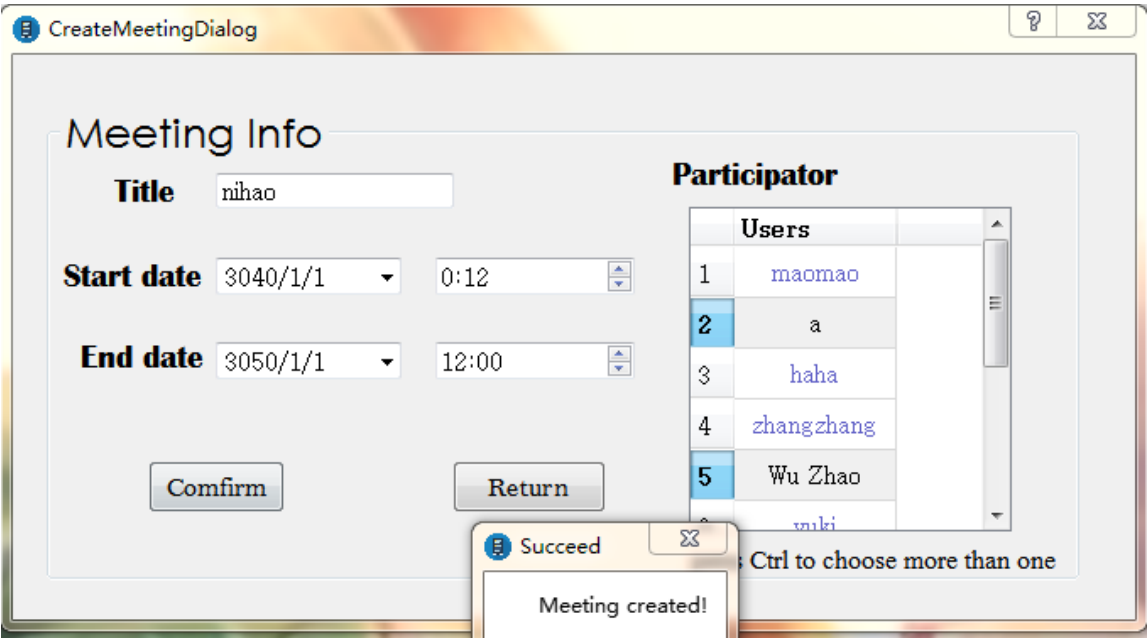 CreateMeetingDialog
Meeting Info
Title nihao
Start date 3040/1/1 0:12
End date 3050/1/1 12:00
Comfirm Return
Participator
Users
1 maomao
2 a
3 haha
4 zhangzhang
5 Wu Zhao
yuki
Ctrl to choose more than one
Succeed
Meeting created!